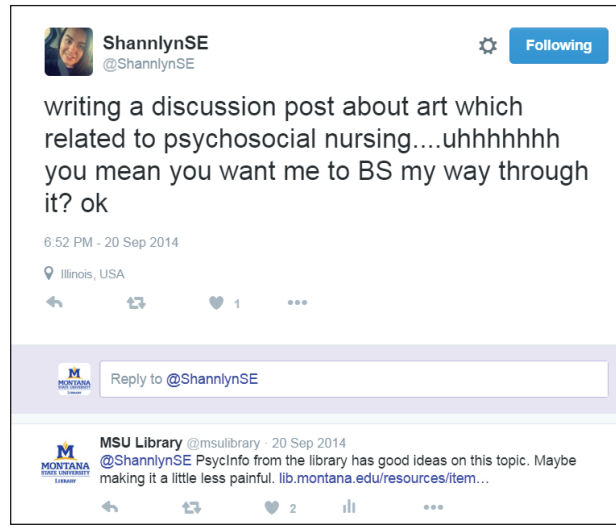 ShannlynSE
@ShannlynSE
Following
writing a discussion post about art which
related to psychosocial nursing....uhhhhhhh
you mean you want me to BS my way through
it? ok
6:52 PM - 20 Sep 2014
Illinois, USA
1
M
MONTANA
STATE UNIVERSITY
LIBRARY
Reply to @ShannlynSE
M
MONTANA
STATE UNIVERSITY
LIBRARY
MSU Library @msulibrary · 20 Sep 2014
@ShannlynSE PsycInfo from the library has good ideas on this topic. Maybe
making it a little less painful. lib.montana.edu/resources/item…
2